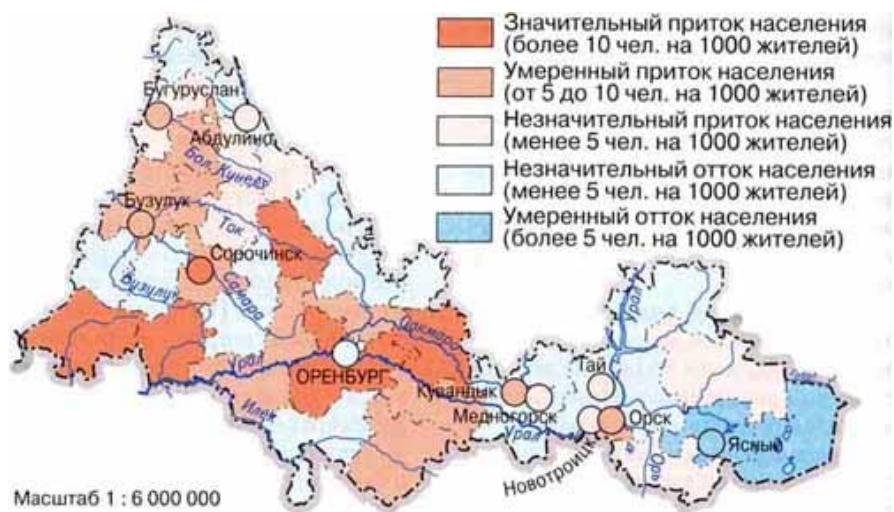 Значительный приток населения
(более 10 чел. на 1000 жителей)
Умеренный приток населения
(от 5 до 10 чел. на 1000 жителей)
Незначительный приток населения
(менее 5 чел. на 1000 жителей)
Незначительный отток населения
(менее 5 чел. на 1000 жителей)
Умеренный отток населения
(более 5 чел. на 1000 жителей)
Бугуруслан
Абдулино
Бол. Кинель
Бузулук
Ток
Сорочинск
Бузулук
Самара
Сакмара
Урал
ОРЕНБУРГ
Илек
Кувандык
Медногорск
Урал
Урал
Гай
Орск
Новотроицк
Орь
Ясный
Масштаб 1 : 6 000 000